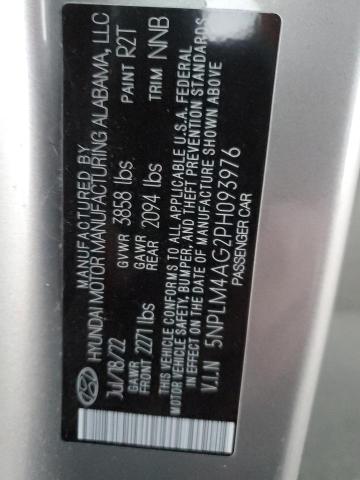 MANUFACTURED BY
HYUNDAI MOTOR MANUFACTURING ALABAMA, LLC
JUL/18/22 GVWR 3858 lbs PAINT R2T
GAWR FRONT 2271 lbs GAWR REAR 2094 lbs TRIM NNB
THIS VEHICLE CONFORMS TO ALL APPLICABLE U.S.A. FEDERAL
MOTOR VEHICLE SAFETY, BUMPER, AND THEFT PREVENTION STANDARDS
IN EFFECT ON THE DATE OF MANUFACTURE SHOWN ABOVE
V.I.N 5NPLM4AG2PH093976
PASSENGER CAR